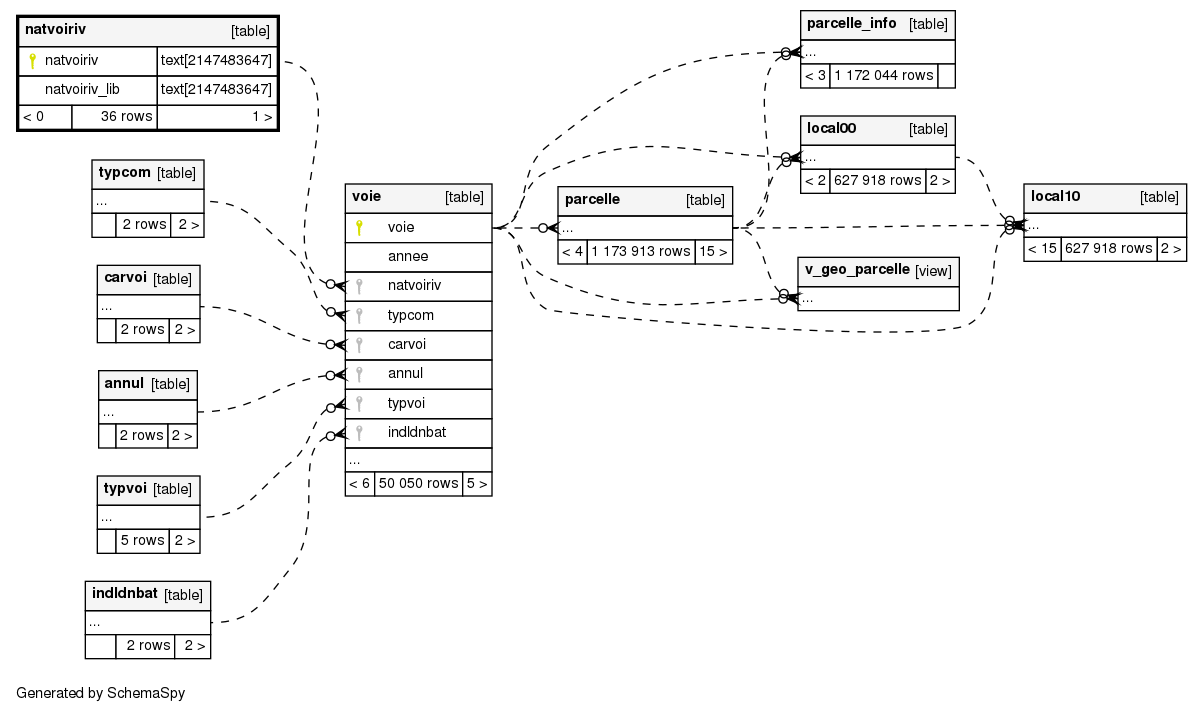 natvoiriv [table]
natvoiriv text[2147483647]
natvoiriv_lib text[2147483647]
< 0 36 rows 1 >
typcom [table]
...
2 rows 2 >
carvoi [table]
...
2 rows 2 >
annul [table]
...
2 rows 2 >
typvoi [table]
...
5 rows 2 >
indldnbat [table]
...
2 rows 2 >
voie [table]
voie
annee
natvoiriv
typcom
carvoi
annul
typvoi
indldnbat
...
< 6 50 050 rows 5 >
parcelle [table]
...
< 4 1 173 913 rows 15 >
parcelle_info [table]
...
< 3 1 172 044 rows
local00 [table]
...
< 2 627 918 rows 2 >
v_geo_parcelle [view]
...
local10 [table]
...
< 15 627 918 rows 2 >
Generated by SchemaSpy